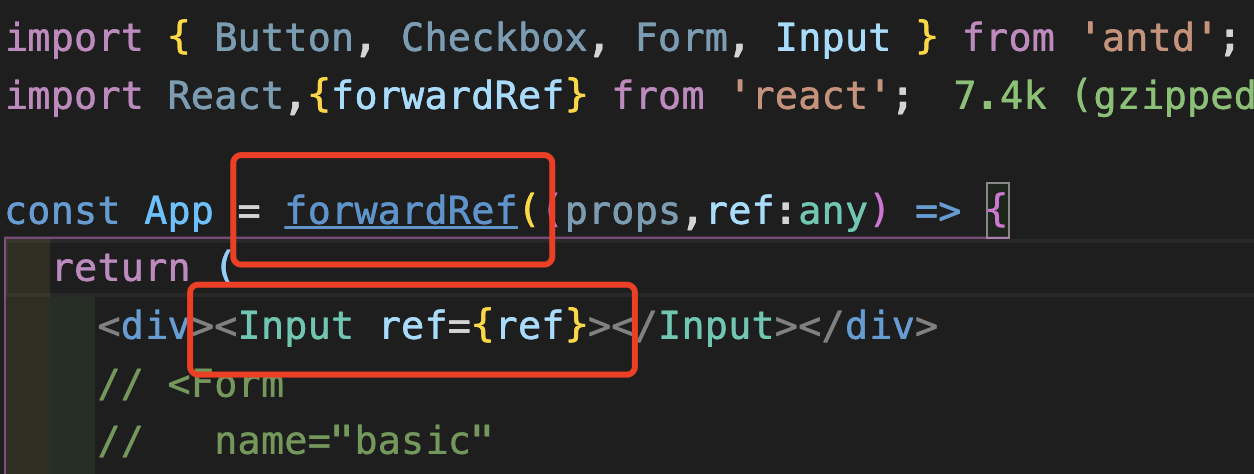 import { Button, Checkbox, Form, Input } from 'antd';
import React,{forwardRef} from 'react'; 7.4k (gzipped
const App = forwardRef((props,ref:any) => {
return (
<div><Input ref={ref}></Input></div>
// <Form
// name="basic"